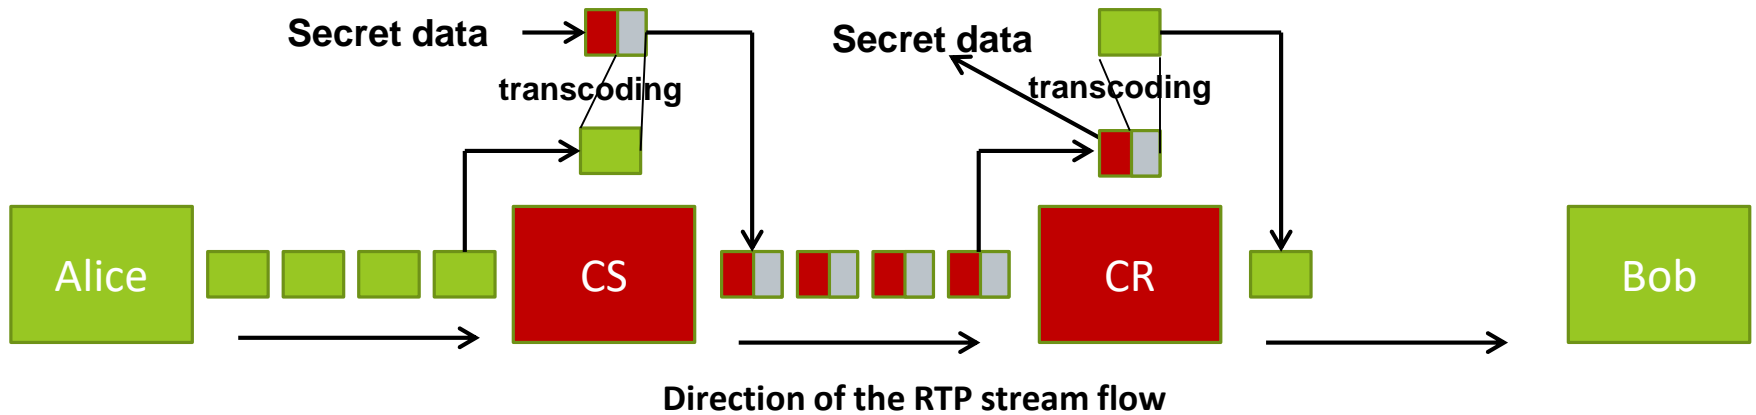 Secret data
Secret data
transcoding
transcoding
Alice
CS
CR
Bob
Direction of the RTP stream flow